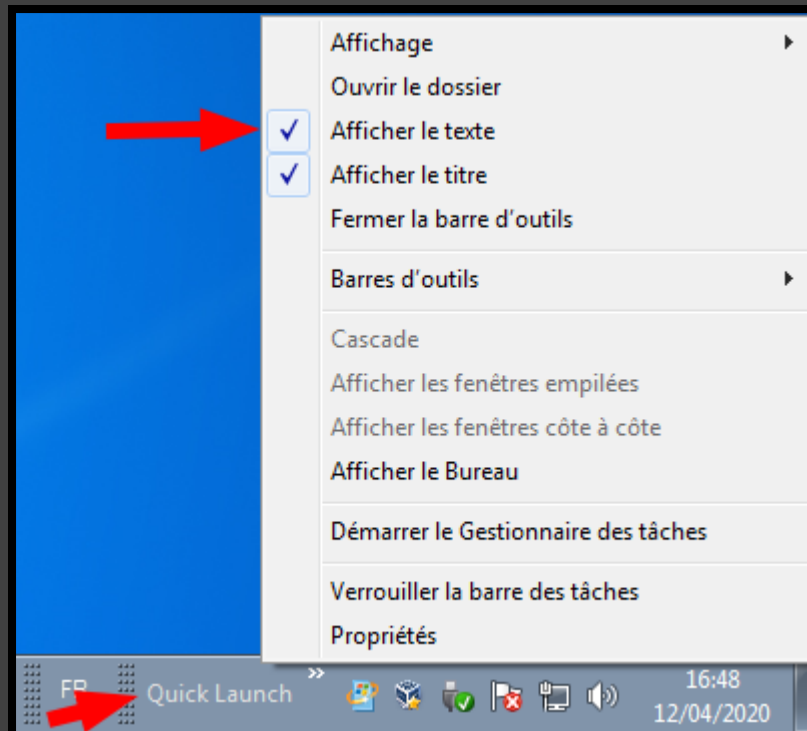 Affichage
Ouvrir le dossier
Afficher le texte
Afficher le titre
Fermer la barre d'outils
Barres d'outils
Cascade
Afficher les fenêtres empilées
Afficher les fenêtres côte à côte
Afficher le Bureau
Démarrer le Gestionnaire des tâches
Verrouiller la barre des tâches
Propriétés
FR Quick Launch » 16:48
12/04/2020